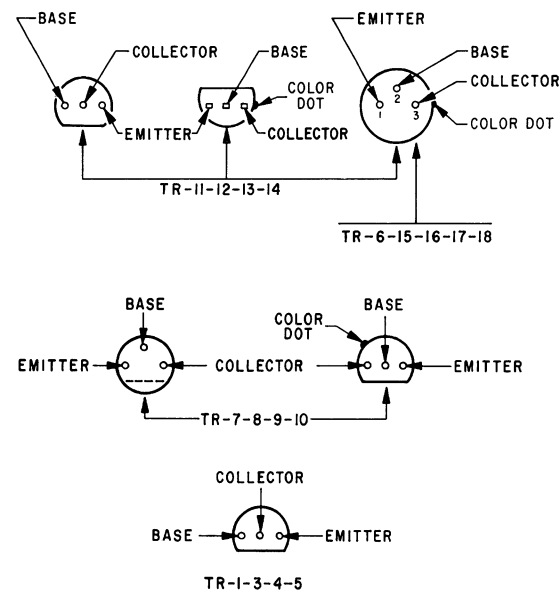 BASE
EMITTER
BASE
COLLECTOR
BASE
BASE
COLLECTOR
COLOR
DOT
EMITTER
COLLECTOR
1
2
3
COLOR DOT
TR-11-12-13-14
TR-6-15-16-17-18
BASE
COLOR
DOT
BASE
EMITTER
COLLECTOR
EMITTER
TR-7-8-9-10
COLLECTOR
BASE
EMITTER
TR-1-3-4-5